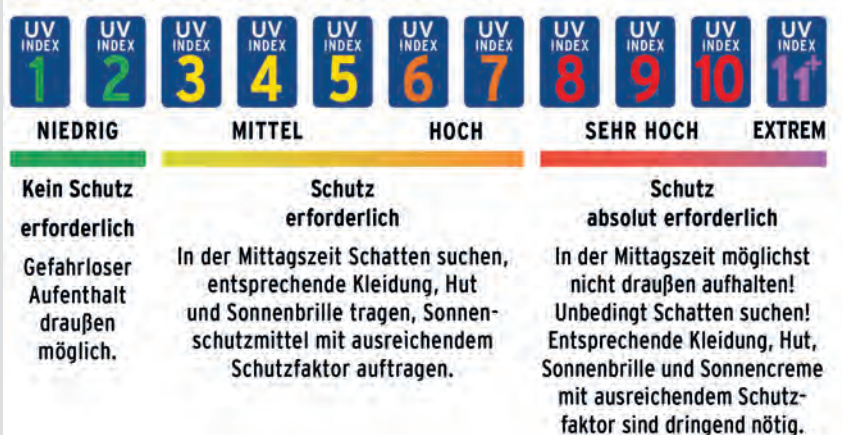 UV INDEX 1
UV INDEX 2
UV INDEX 3
UV INDEX 4
UV INDEX 5
UV INDEX 6
UV INDEX 7
UV INDEX 8
UV INDEX 9
UV INDEX 10
UV INDEX 11+
NIEDRIG
MITTEL
HOCH
SEHR HOCH
EXTREM
Kein Schutz
erforderlich
Gefahrloser
Aufenthalt
draußen
möglich.
Schutz
erforderlich
In der Mittagszeit Schatten suchen,
entsprechende Kleidung, Hut
und Sonnenbrille tragen, Sonnen-
schutzmittel mit ausreichendem
Schutzfaktor auftragen.
Schutz
absolut erforderlich
In der Mittagszeit möglichst
nicht draußen aufhalten!
Unbedingt Schatten suchen!
Entsprechende Kleidung, Hut,
Sonnenbrille und Sonnencreme
mit ausreichendem Schutz-
faktor sind dringend nötig.